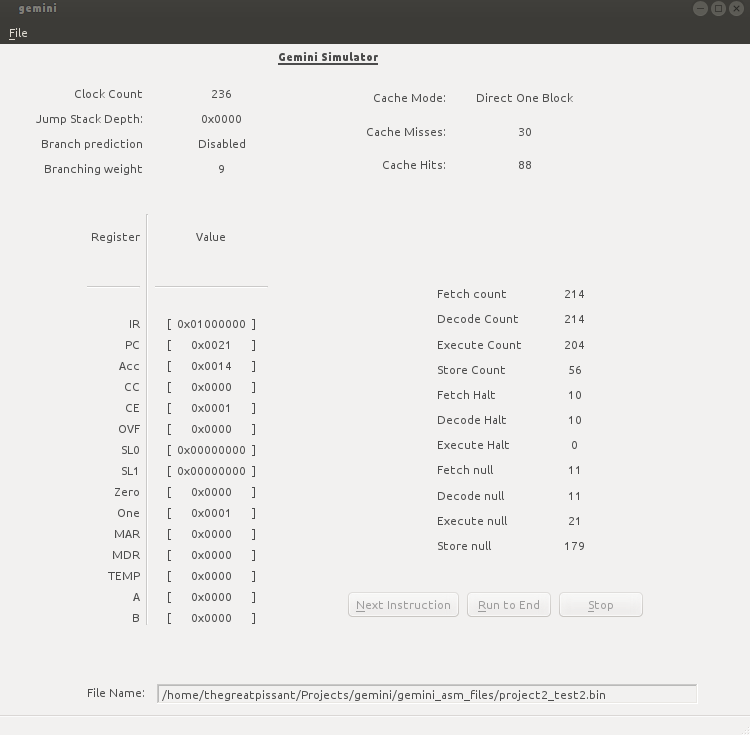 gemini
File
Gemini Simulator
Clock Count 236
Jump Stack Depth: 0x0000
Branch prediction Disabled
Branching weight 9
Cache Mode: Direct One Block
Cache Misses: 30
Cache Hits: 88
Register Value
IR [ 0x01000000 ]
PC [ 0x0021 ]
Acc [ 0x0014 ]
CC [ 0x0000 ]
CE [ 0x0001 ]
OVF [ 0x0000 ]
SL0 [ 0x00000000 ]
SL1 [ 0x00000000 ]
Zero [ 0x0000 ]
One [ 0x0001 ]
MAR [ 0x0000 ]
MDR [ 0x0000 ]
TEMP [ 0x0000 ]
A [ 0x0000 ]
B [ 0x0000 ]
Fetch count 214
Decode Count 214
Execute Count 204
Store Count 56
Fetch Halt 10
Decode Halt 10
Execute Halt 0
Fetch null 11
Decode null 11
Execute null 21
Store null 179
Next Instruction Run to End Stop
File Name: /home/thegreatpissant/Projects/gemini/gemini_asm_files/project2_test2.bin